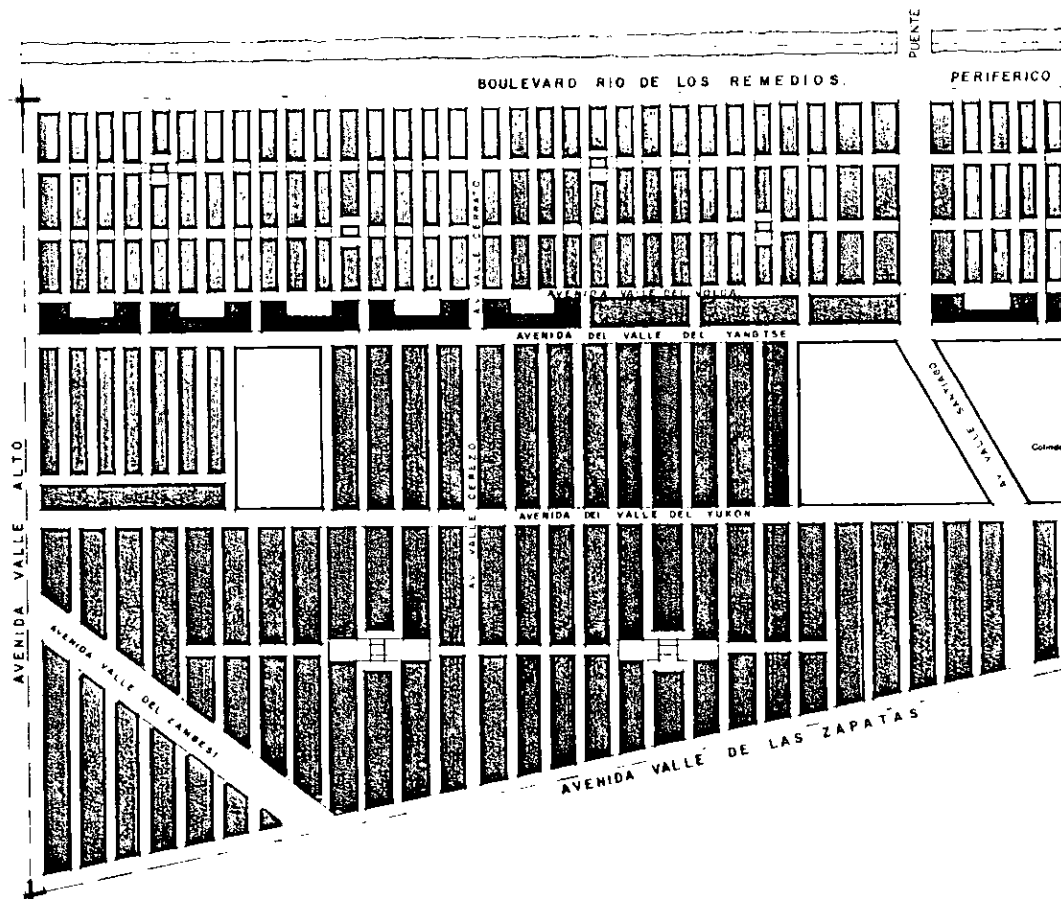 PUENTE
BOULEVARD RIO DE LOS REMEDIOS.
PERIFERICO
AV VALLE CERRATO
AVENIDA VALLE DEL VOLGA
AVENIDA DEL VALLE DEL YANGTSE
AV VALLE SANTIAGO
AVENIDA VALLE ALTO
AV. VALLE CEREZO
AVENIDA DEL VALLE DEL YUKON
AVENIDA VALLE DEL ZAMBESI
AVENIDA VALLE DE LAS ZAPATAS